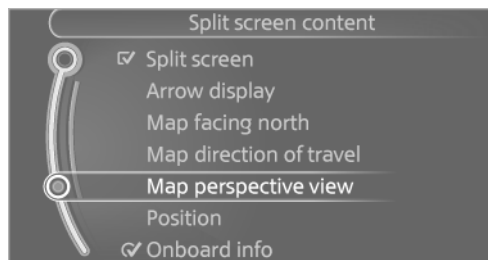 Split screen content
Split screen
Arrow display
Map facing north
Map direction of travel
Map perspective view
Position
Onboard info